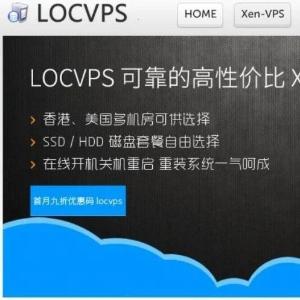 LOCVPS
HOME
Xen-VPS
LOCVPS 可靠的高性价比 X
香港、美国多机房可供选择
SSD / HDD 磁盘套餐自由选择
在线开机关机重启 重装系统一气呵成
首月九折优惠码 locvps